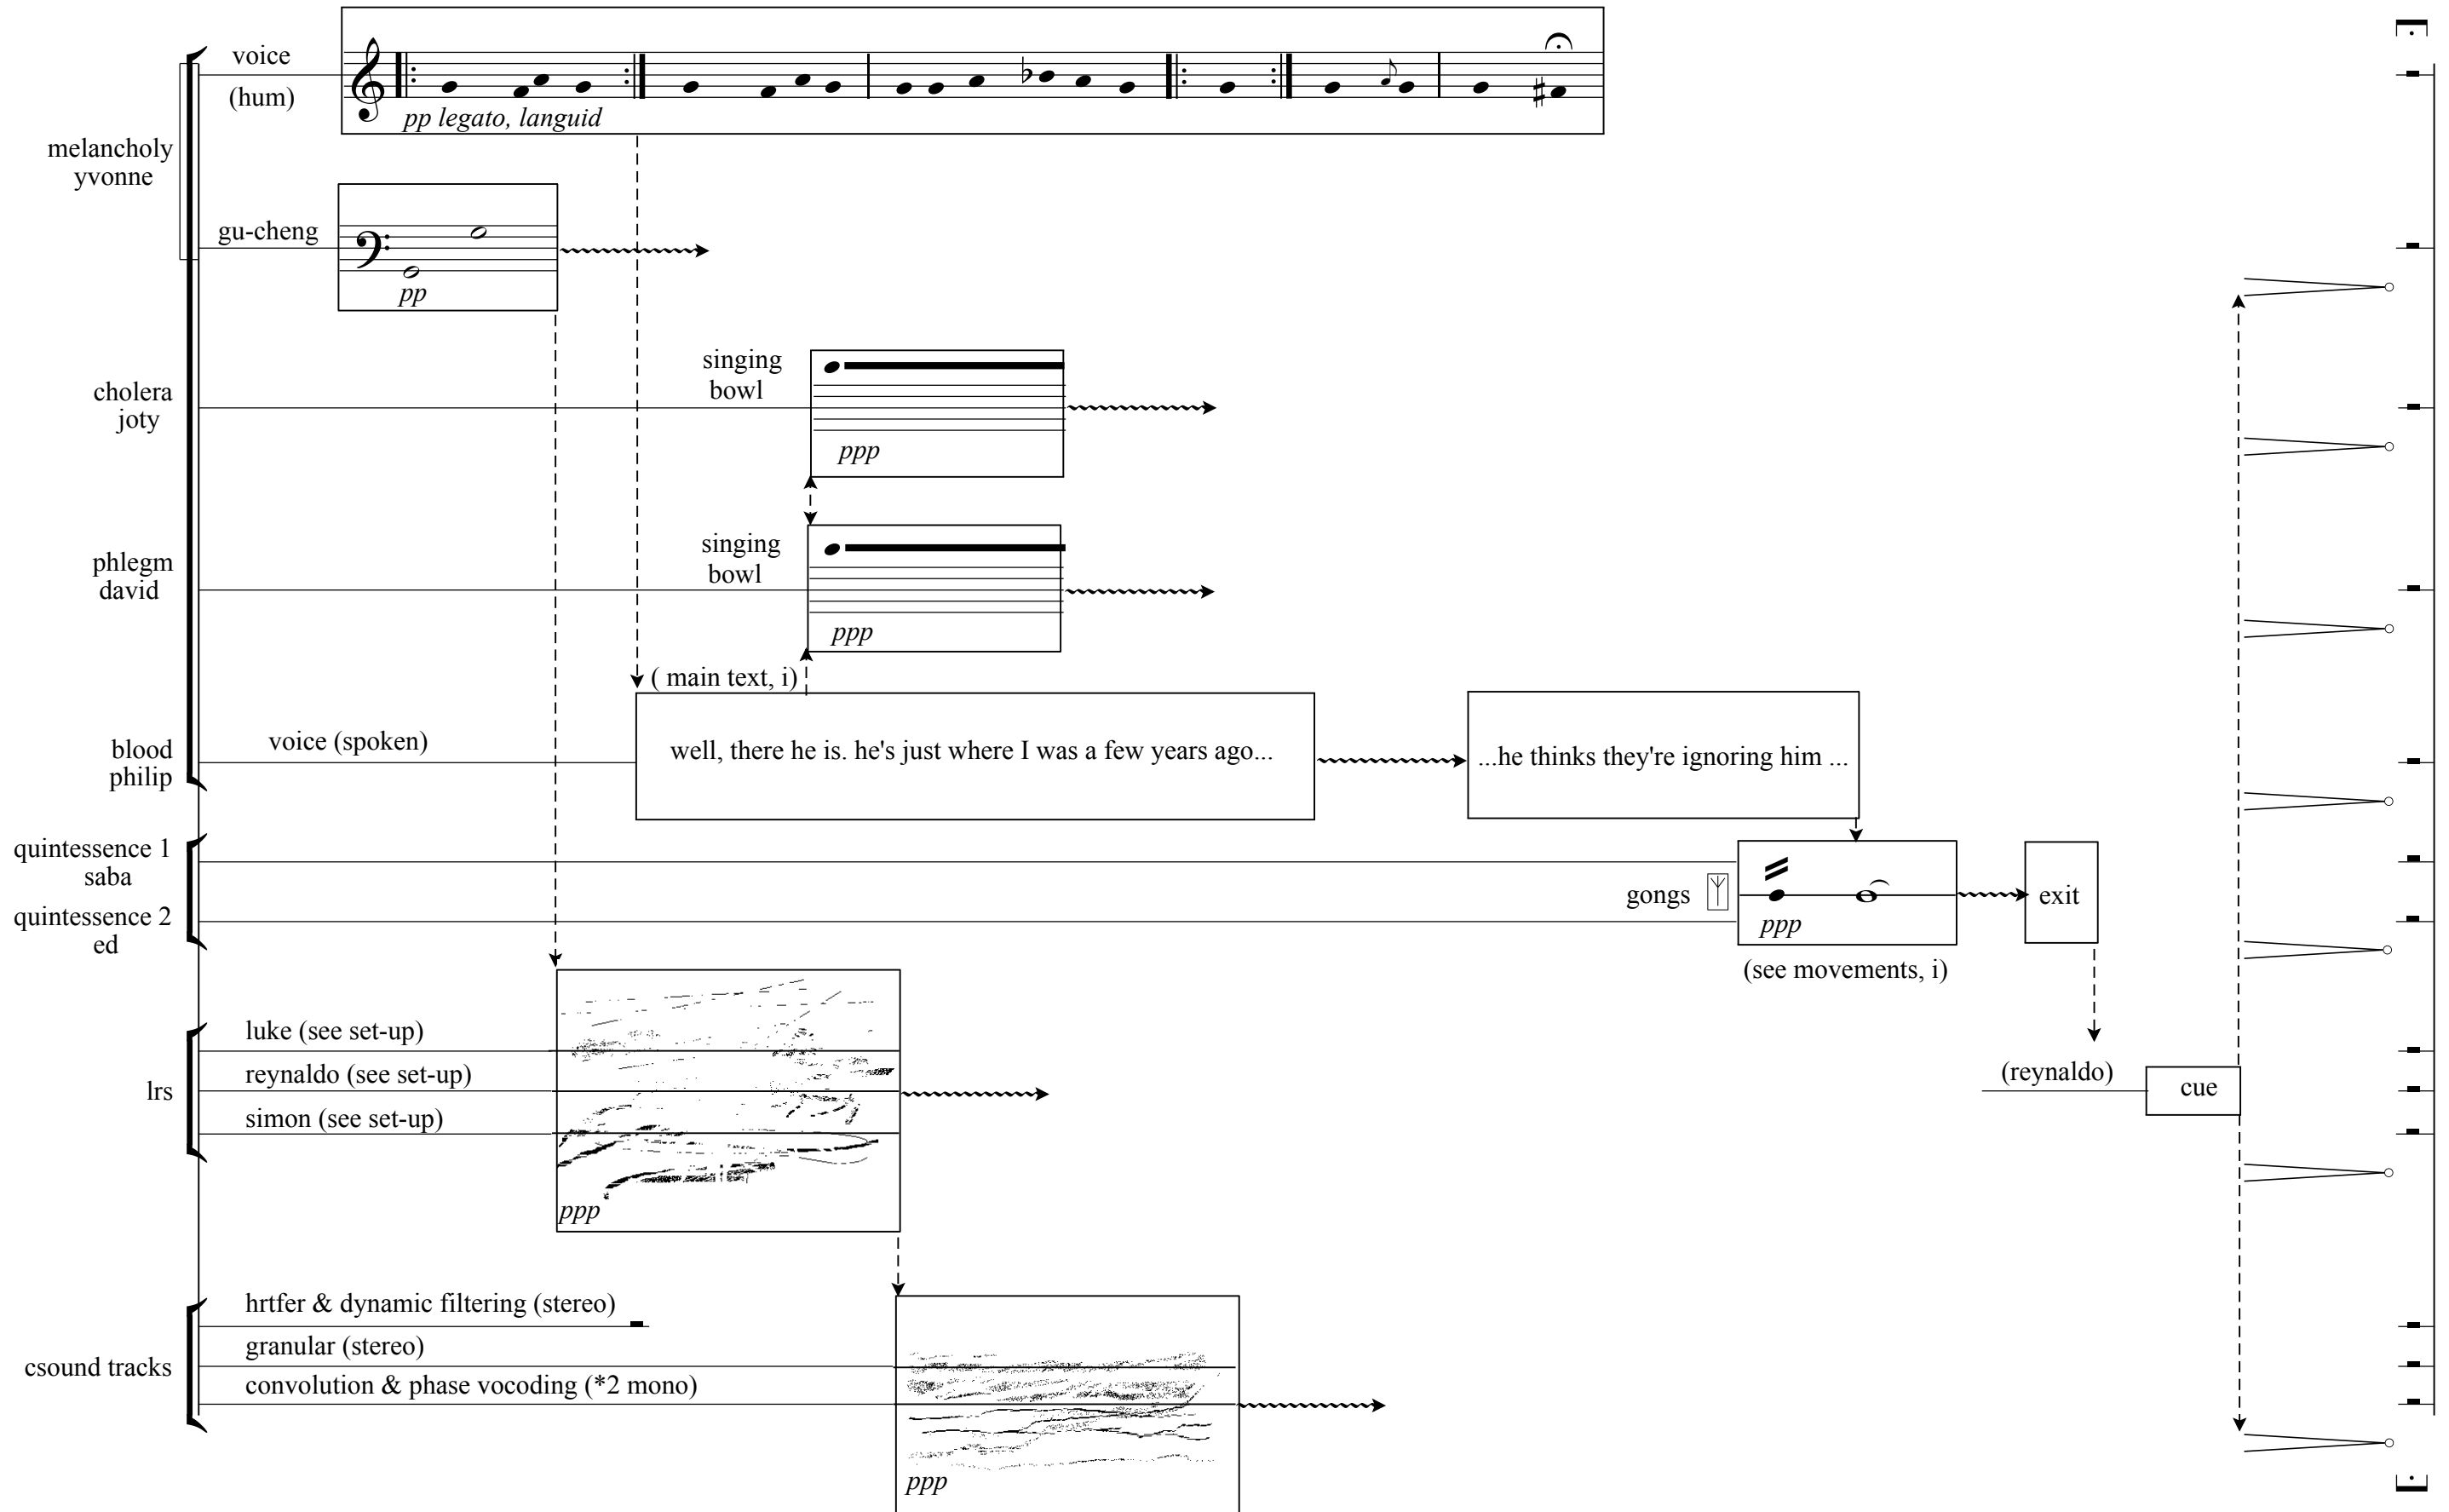 voice
(hum)
pp legato, languid
melancholy
yvonne
gu-cheng
pp
singing
bowl
cholera
joty
ppp
singing
bowl
phlegm
david
ppp
( main text, i)
blood
philip
voice (spoken)
well, there he is. he's just where I was a few years ago...
...he thinks they're ignoring him ...
quintessence 1
saba
quintessence 2
ed
gongs
ppp
exit
(see movements, i)
lrs
luke (see set-up)
reynaldo (see set-up)
simon (see set-up)
ppp
(reynaldo)
cue
csound tracks
hrtfer & dynamic filtering (stereo)
granular (stereo)
convolution & phase vocoding (*2 mono)
ppp